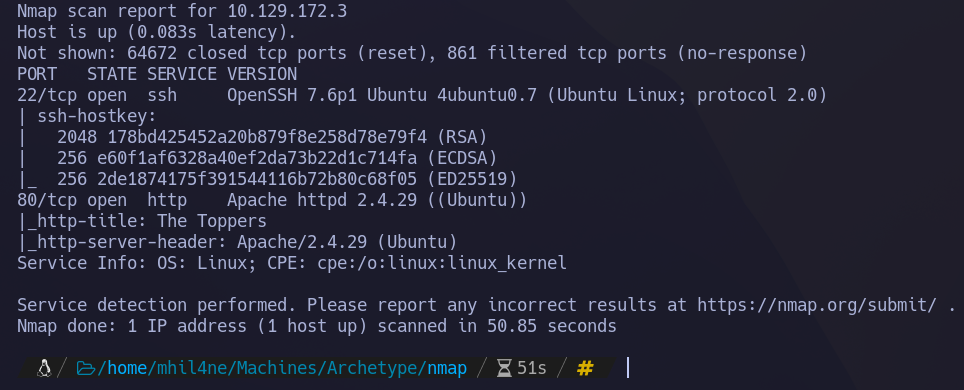 Nmap scan report for 10.129.172.3
Host is up (0.083s latency).
Not shown: 64672 closed tcp ports (reset), 861 filtered tcp ports (no-response)
PORT   STATE SERVICE VERSION
22/tcp open  ssh     OpenSSH 7.6p1 Ubuntu 4ubuntu0.7 (Ubuntu Linux; protocol 2.0)
| ssh-hostkey:
|   2048 178bd425452a20b879f8e258d78e79f4 (RSA)
|   256 e60f1af6328a40ef2da73b22d1c714fa (ECDSA)
|_  256 2de1874175f391544116b72b80c68f05 (ED25519)
80/tcp open  http    Apache httpd 2.4.29 ((Ubuntu))
|_http-title: The Toppers
|_http-server-header: Apache/2.4.29 (Ubuntu)
Service Info: OS: Linux; CPE: cpe:/o:linux:linux_kernel
Service detection performed. Please report any incorrect results at https://nmap.org/submit/ .
Nmap done: 1 IP address (1 host up) scanned in 50.85 seconds
/ /home/mhil4ne/Machines/Archetype/nmap / 51s / #